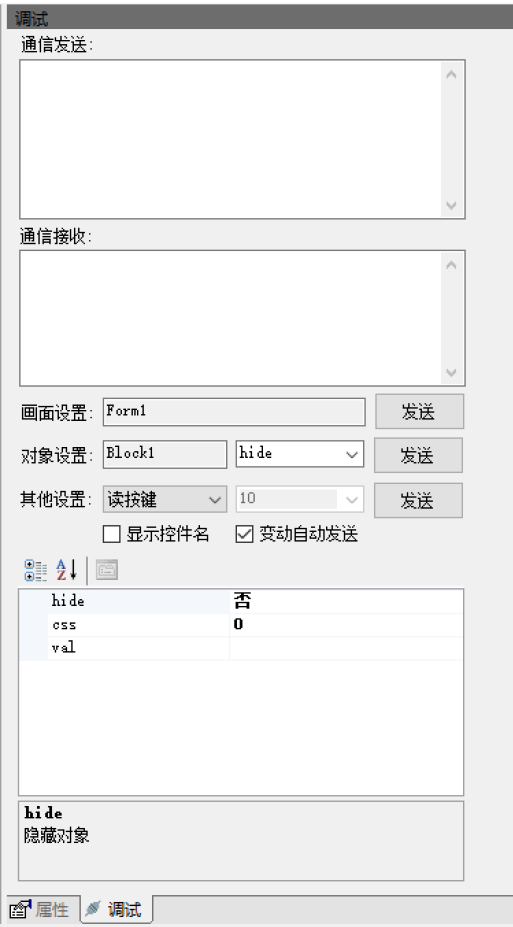 调试
通信发送:
通信接收:
画面设置: Form1 发送
对象设置: Block1 hide 发送
其他设置: 读按键 10 发送
显示控件名 变动自动发送
A Z
hide 否
css 0
val
hide
隐藏对象
属性 调试